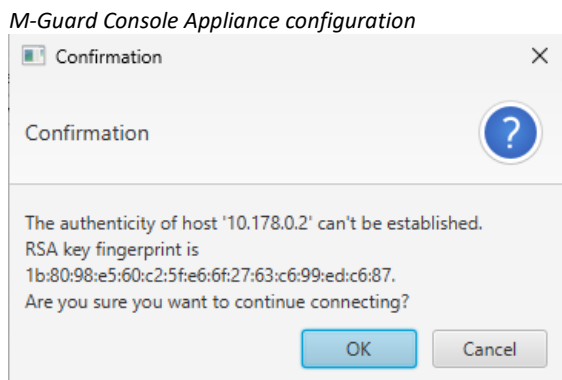 M-Guard Console Appliance configuration
Confirmation
Confirmation
?
The authenticity of host '10.178.0.2' can't be established.
RSA key fingerprint is
1b:80:98:e5:60:c2:5f:e6:6f:27:63:c6:99:ed:c6:87.
Are you sure you want to continue connecting?
OK
Cancel